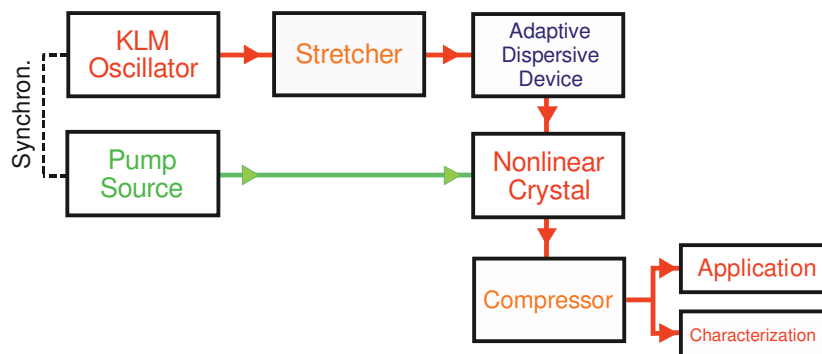 KLM
Oscillator
Stretcher
Adaptive
Dispersive
Device
Synchron.
Pump
Source
Nonlinear
Crystal
Compressor
Application
Characterization